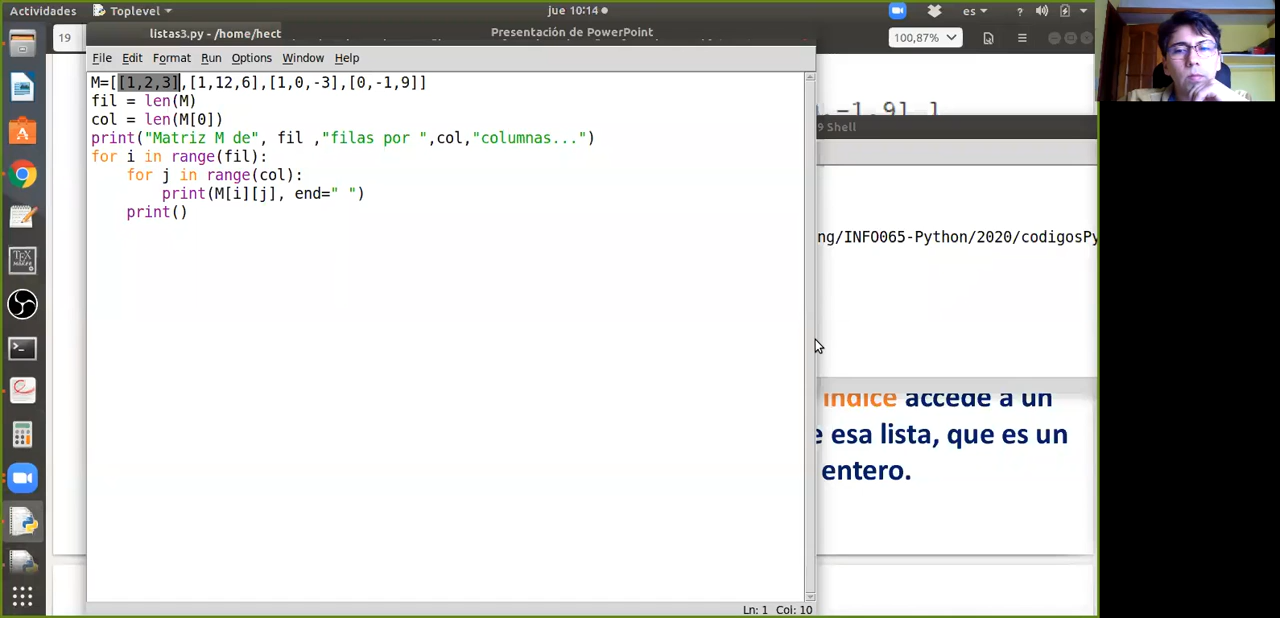 Actividades
Toplevel
jue 10:14
es
19
listas3.py - /home/hect
Presentación de PowerPoint
100,87%
File Edit Format Run Options Window Help
M=[[1,2,3],[1,12,6],[1,0,-3],[0,-1,9]]
fil = len(M)
col = len(M[0])
print("Matriz M de", fil ,"filas por ",col,"columnas...")
for i in range(fil):
    for j in range(col):
        print(M[i][j], end=" ")
    print()
,-1,9],]
9 Shell
ng/INFO065-Python/2020/codigosPy
índice accede a un
e esa lista, que es un
entero.
Ln: 1 Col: 10